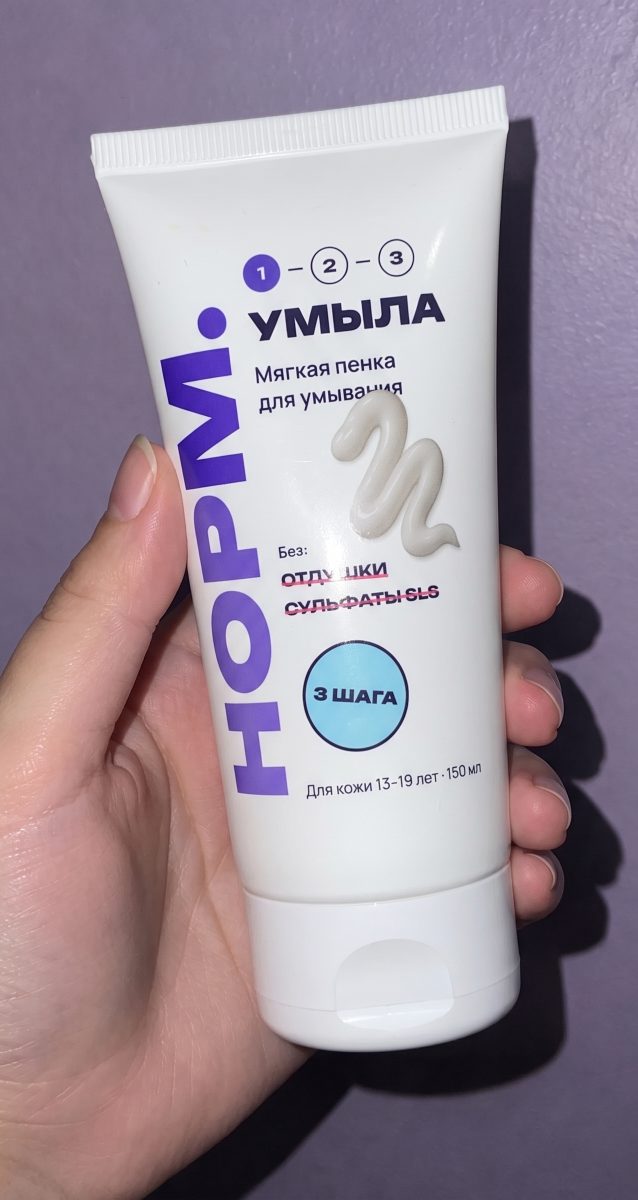 1 – 2 – 3
УМЫЛА
Мягкая пенка
для умывания
НОРМ.
Без:
ОТДУШКИ
СУЛЬФАТЫ SLS
3 ШАГА
Для кожи 13-19 лет · 150 мл